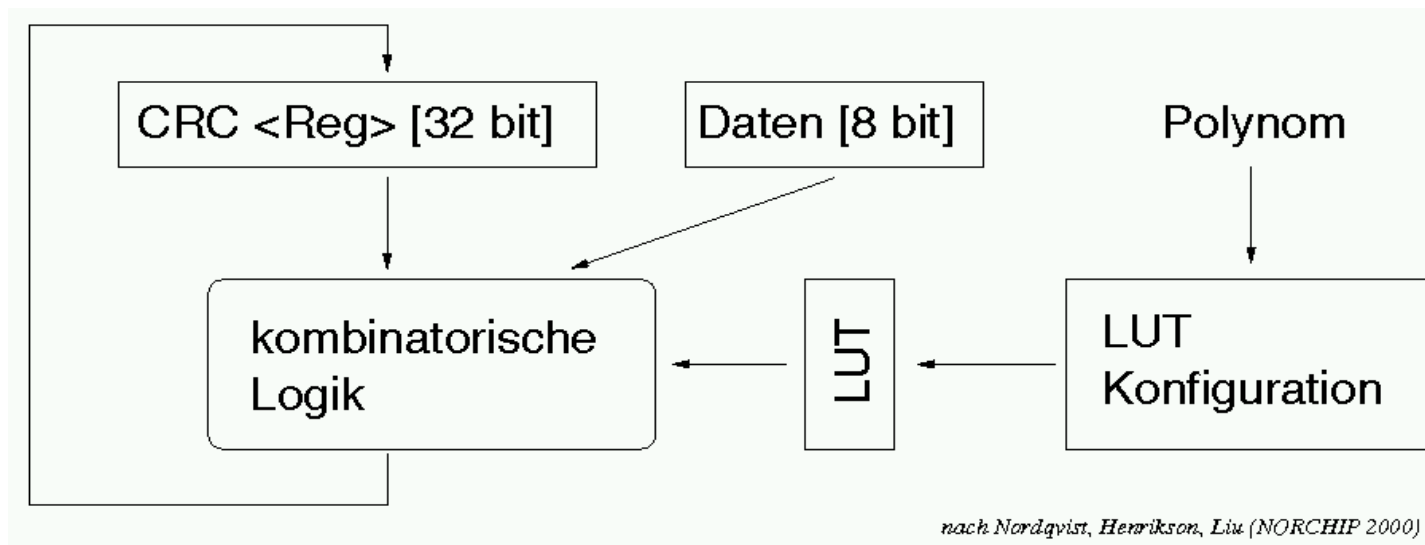 CRC <Reg> [32 bit]
Daten [8 bit]
Polynom
kombinatorische
Logik
LUT
LUT
Konfiguration
nach Nordqvist, Henrikson, Liu (NORCHIP 2000)